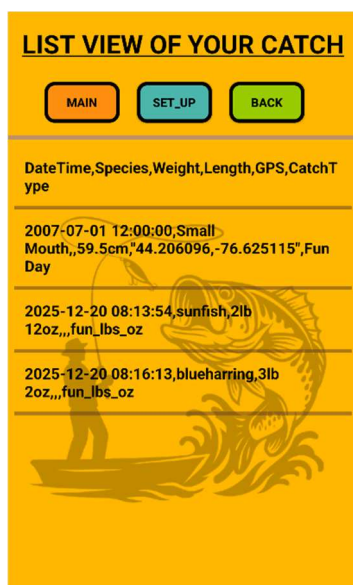 LIST VIEW OF YOUR CATCH
MAIN
SET_UP
BACK
DateTime,Species,Weight,Length,GPS,CatchT
ype
2007-07-01 12:00:00,Small
Mouth,,59.5cm,"44.206096,-76.625115",Fun
Day
2025-12-20 08:13:54,sunfish,2lb
12oz,,,fun_lbs_oz
2025-12-20 08:16:13,blueharring,3lb
2oz,,,fun_lbs_oz